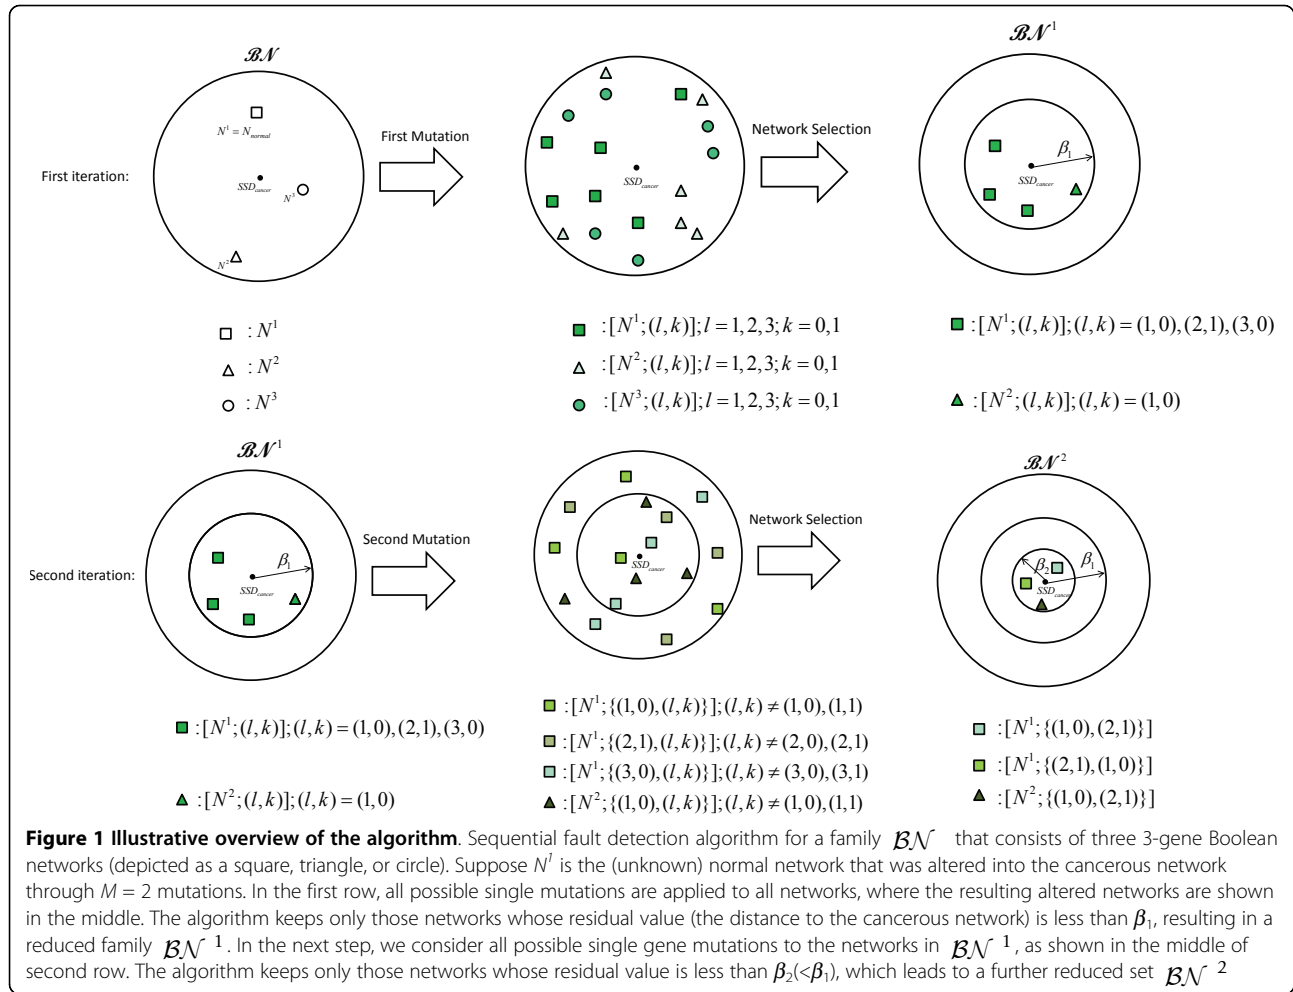 ℬ𝒩
N¹ = N_normal
SSD_cancer
N³
N²
First iteration:
First Mutation
SSD_cancer
Network Selection
ℬ𝒩¹
β₁
SSD_cancer
□ : N¹
△ : N²
○ : N³
■ :[N¹;(l,k)];l = 1,2,3;k = 0,1
△ :[N²;(l,k)];l = 1,2,3;k = 0,1
● :[N³;(l,k)];l = 1,2,3;k = 0,1
■ :[N¹;(l,k)];(l,k) = (1,0),(2,1),(3,0)
▲ :[N²;(l,k)];(l,k) = (1,0)
ℬ𝒩¹
β₁
SSD_cancer
Second iteration:
Second Mutation
SSD_cancer
Network Selection
ℬ𝒩²
β₂
β₁
SSD_cancer
■ :[N¹;(l,k)];(l,k) = (1,0),(2,1),(3,0)
▲ :[N²;(l,k)];(l,k) = (1,0)
■ :[N¹;{(1,0),(l,k)}];(l,k) ≠ (1,0),(1,1)
■ :[N¹;{(2,1),(l,k)}];(l,k) ≠ (2,0),(2,1)
■ :[N¹;{(3,0),(l,k)}];(l,k) ≠ (3,0),(3,1)
▲ :[N²;{(1,0),(l,k)}];(l,k) ≠ (1,0),(1,1)
■ :[N¹;{(1,0),(2,1)}]
■ :[N¹;{(2,1),(1,0)}]
▲ :[N²;{(1,0),(2,1)}]
Figure 1 Illustrative overview of the algorithm. Sequential fault detection algorithm for a family ℬ𝒩 that consists of three 3-gene Boolean
networks (depicted as a square, triangle, or circle). Suppose N¹ is the (unknown) normal network that was altered into the cancerous network
through M = 2 mutations. In the first row, all possible single mutations are applied to all networks, where the resulting altered networks are shown
in the middle. The algorithm keeps only those networks whose residual value (the distance to the cancerous network) is less than β₁, resulting in a
reduced family ℬ𝒩 ¹. In the next step, we consider all possible single gene mutations to the networks in ℬ𝒩 ¹, as shown in the middle of
second row. The algorithm keeps only those networks whose residual value is less than β₂(<β₁), which leads to a further reduced set ℬ𝒩 ²